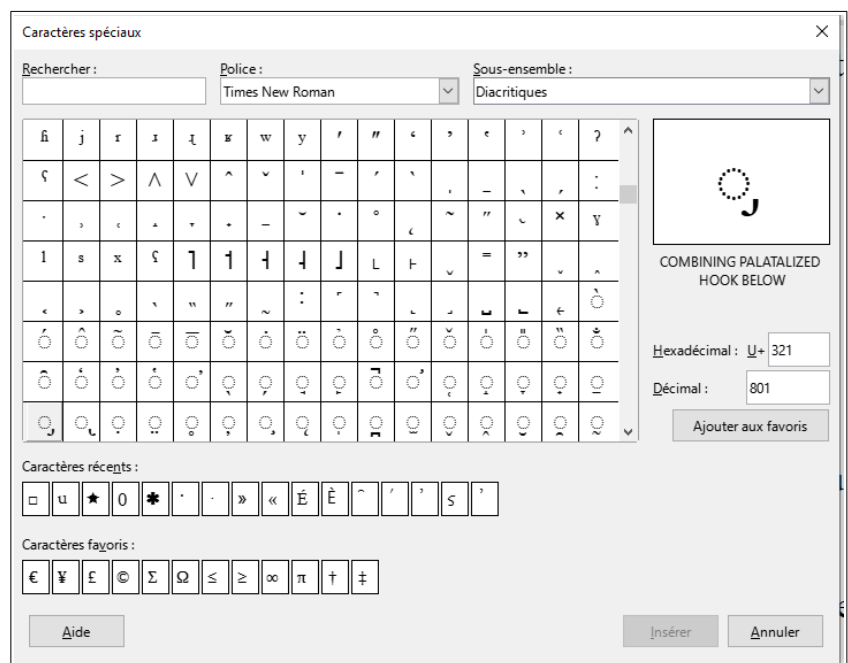 Caractères spéciaux
Rechercher :
Police :
Sous-ensemble :
Times New Roman
Diacritiques
ɦ j r ɹ ɻ ʁ w y ʹ ʺ ʻ ʼ ʽ ʾ ʿ ˀ
ˁ ˂ ˃ ˄ ˅ ˆ ˇ ˈ ˉ ˊ ˋ ˌ ˍ ˎ ˏ ː
ˑ ˒ ˓ ˔ ˕ ˖ ˗ ˘ ˙ ˚ ˛ ˜ ˝ ˞ ˟ ˠ
ˡ ˢ ˣ ˤ ˥ ˦ ˧ ˨ ˩ ˪ ˫ ˬ ˭ ˮ ˯ ˰
˱ ˲ ˳ ˴ ˵ ˶ ˷ ˸ ˹ ˺ ˻ ˼ ˽ ˾ ˿ ◌̀
◌́ ◌̂ ◌̃ ◌̄ ◌̅ ◌̆ ◌̇ ◌̈ ◌̉ ◌̊ ◌̋ ◌̌ ◌̍ ◌̎ ◌̏ ◌̐
◌̑ ◌̒ ◌̓ ◌̔ ◌̕ ◌̖ ◌̗ ◌̘ ◌̙ ◌̚ ◌̛ ◌̜ ◌̝ ◌̞ ◌̟ ◌̠
◌̡ ◌̢ ◌̣ ◌̤ ◌̥ ◌̦ ◌̧ ◌̨ ◌̩ ◌̪ ◌̫ ◌̬ ◌̭ ◌̮ ◌̯ ◌̰
◌̡
COMBINING PALATALIZED
HOOK BELOW
Hexadécimal : U+ 321
Décimal : 801
Ajouter aux favoris
Caractères récents :
□ u ★ 0 ✱ ˙ · » « É È ˆ ˊ ʼ ꜱ ʾ
Caractères favoris :
€ ¥ £ © Σ Ω ≤ ≥ ∞ π † ‡
Aide
Insérer
Annuler